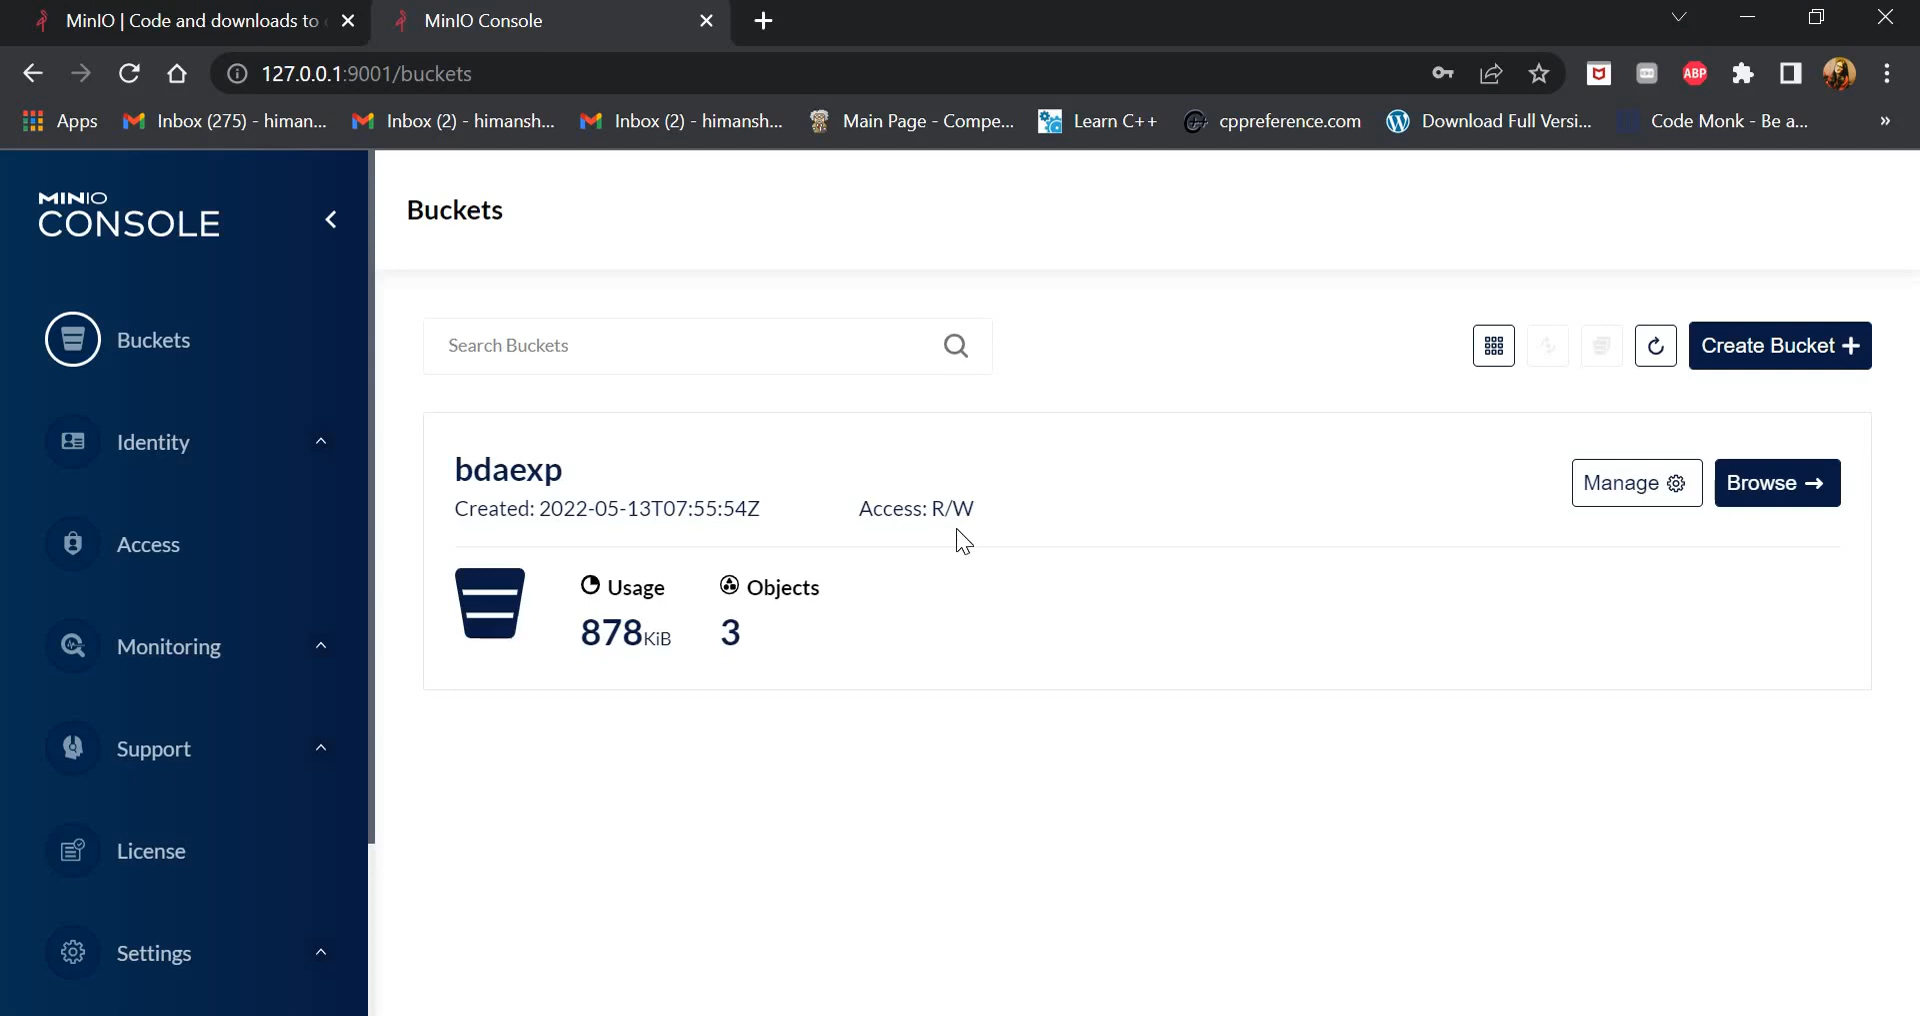 MinIO | Code and downloads to
MinIO Console
127.0.0.1:9001/buckets
ABP
Apps
Inbox (275) - himan...
Inbox (2) - himansh...
Inbox (2) - himansh...
Main Page - Compe...
Learn C++
cppreference.com
Download Full Versi...
Code Monk - Be a...
»
MINIO
CONSOLE
Buckets
Identity
Access
Monitoring
Support
License
Settings
Buckets
Search Buckets
Create Bucket +
bdaexp
Created: 2022-05-13T07:55:54Z
Access: R/W
Manage
Browse →
Usage
Objects
878KiB
3